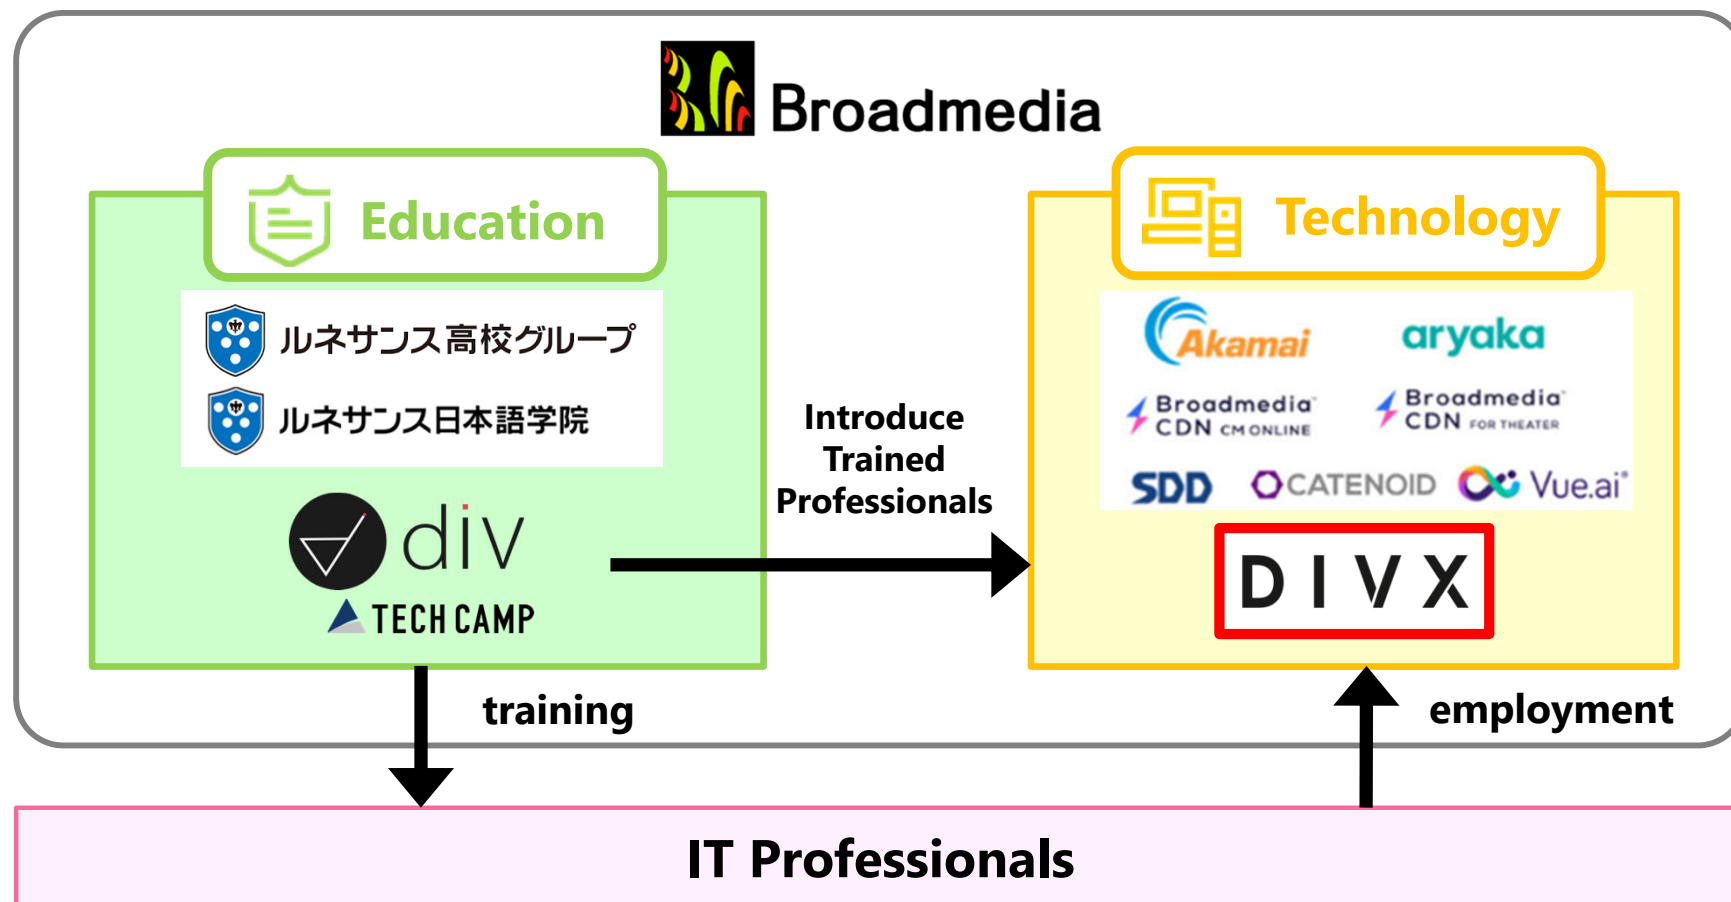 Broadmedia
Education
ルネサンス高校グループ
ルネサンス日本語学院
div
TECH CAMP
Introduce
Trained
Professionals
Technology
Akamai
aryaka
Broadmedia™
CDN CM ONLINE
Broadmedia™
CDN FOR THEATER
SDD
CATENOID
Vue.ai®
DIVX
training
employment
IT Professionals